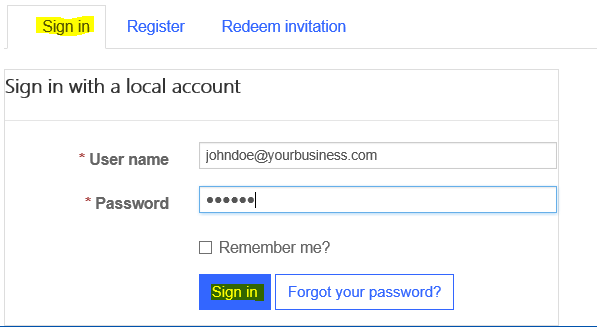 Sign in Register Redeem invitation
Sign in with a local account
* User name johndoe@yourbusiness.com
* Password ••••••
Remember me?
Sign in Forgot your password?